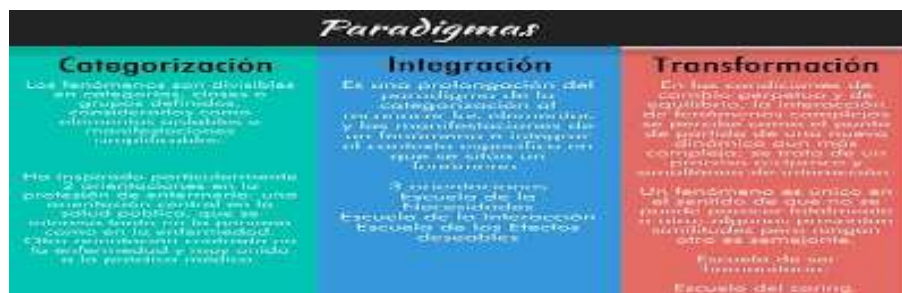 Paradigmas
Categorización
Los fenómenos son divisibles
en categorías, clases o
grupos definidos,
considerados como
elementos aislables o
manifestaciones
simplificables.
Ha inspirado particularmente
2 orientaciones en la
profesión de enfermería, una
orientación central en la
salud pública, que se
interesa tanto en la persona
como en la enfermedad.
Otra orientación centrada en
la enfermedad y muy unido
a la práctica médica
Integración
Es una prolongación del
paradigma de la
categorización al
reconocer los elementos
y las manifestaciones de
un fenómeno e integrar
el contexto específico en
que se sitúa un
fenómeno
3 orientaciones
Escuela de la
Necesidades
Escuela de la Interacción
Escuela de los Efectos
deseables
Transformación
En las condiciones de
cambio perpetuo y de
equilibrio, la interacción
de fenómenos complejos
se percibe como el punto
de partida de una nueva
dinámica aun más
compleja, se trata de un
proceso recíproco y
simultáneo de interacción
Un fenómeno es único en
el sentido de que no se
puede parecer totalmente
a otro, algunos presentan
similitudes pero ningún
otro es semejante.
Escuela de ser
Escuela del caring.